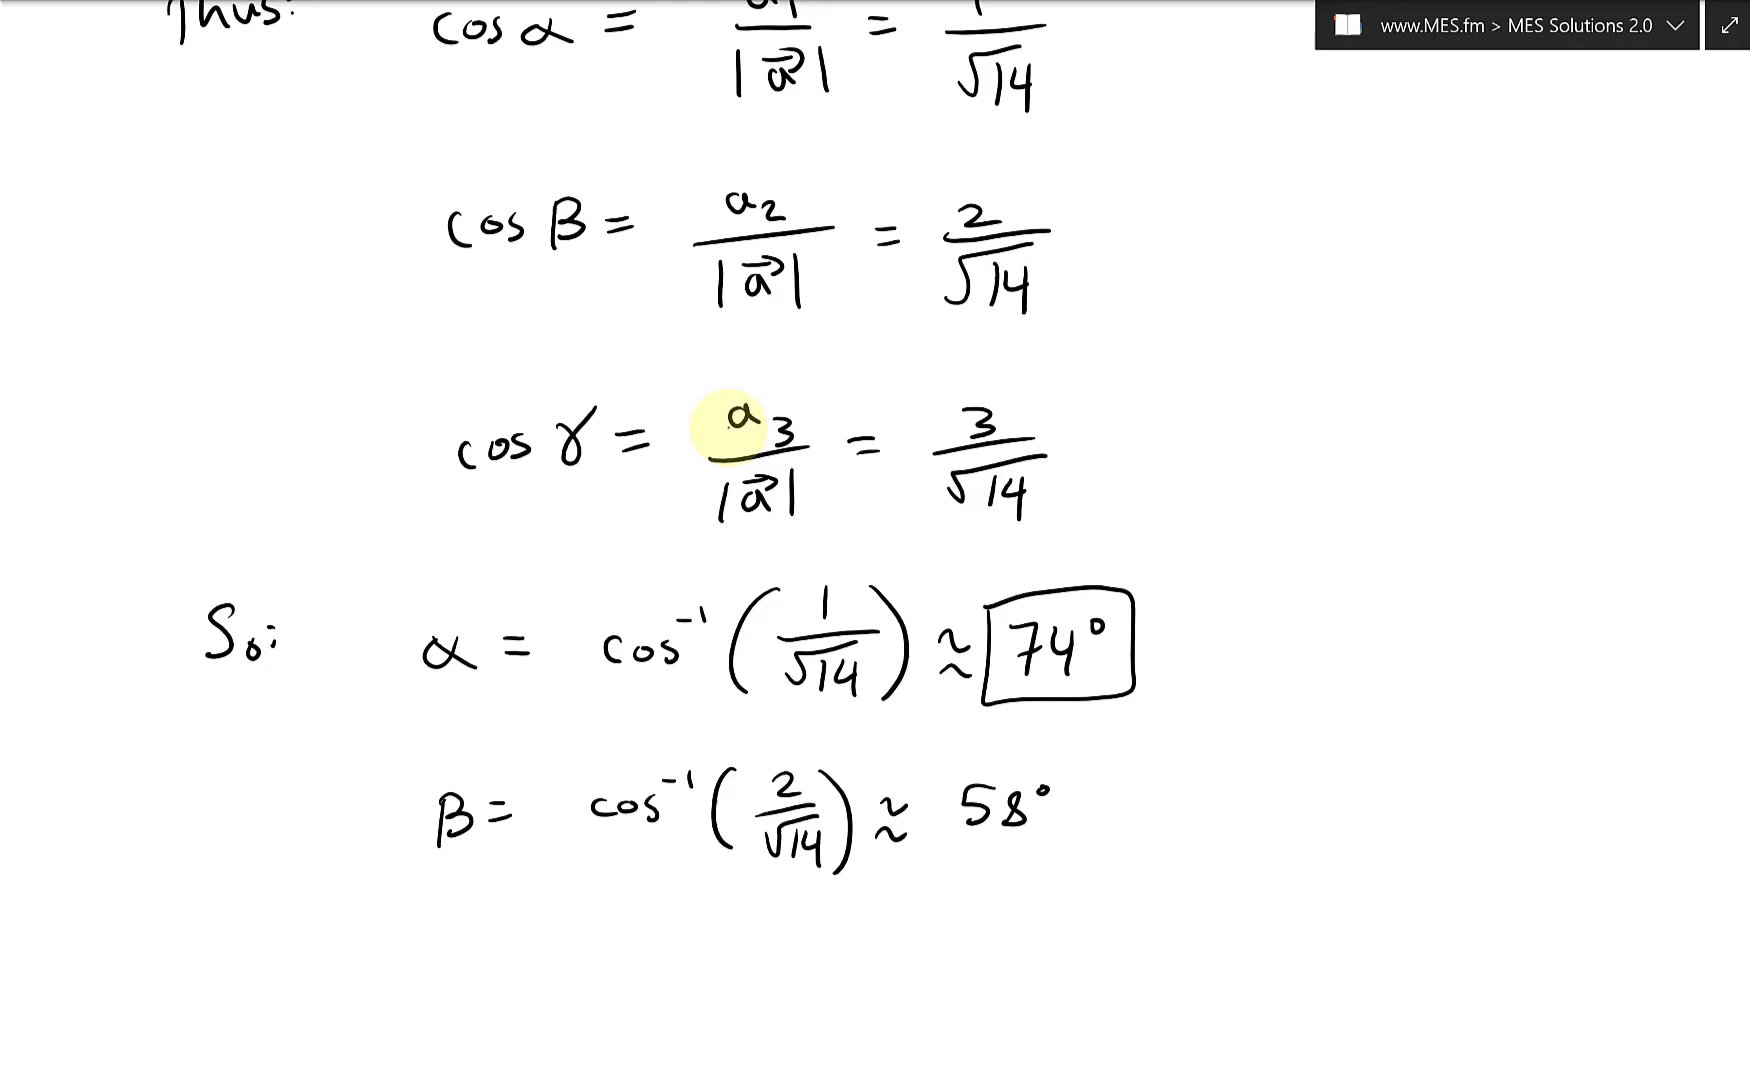 www.MES.fm > MES Solutions 2.0
Thus: cos α = a₁/|a⃗| = 1/√14
cos β = a₂/|a⃗| = 2/√14
cos γ = a₃/|a⃗| = 3/√14
So: α = cos⁻¹(1/√14) ≈ 74°
β = cos⁻¹(2/√14) ≈ 58°